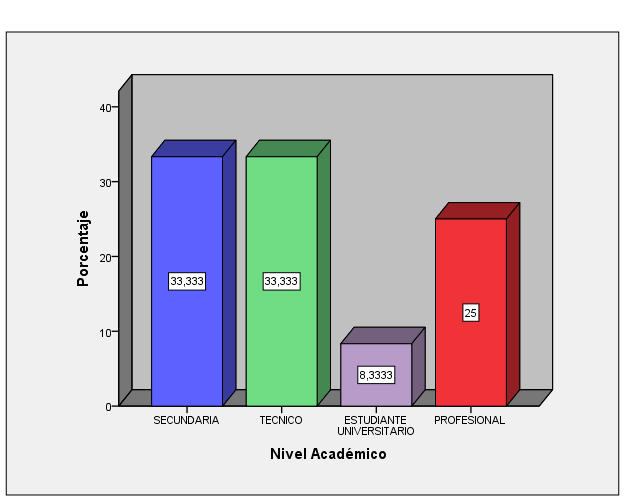 Porcentaje
40
30
20
10
0
33,333
33,333
8,3333
25
SECUNDARIA
TECNICO
ESTUDIANTE
UNIVERSITARIO
PROFESIONAL
Nivel Académico